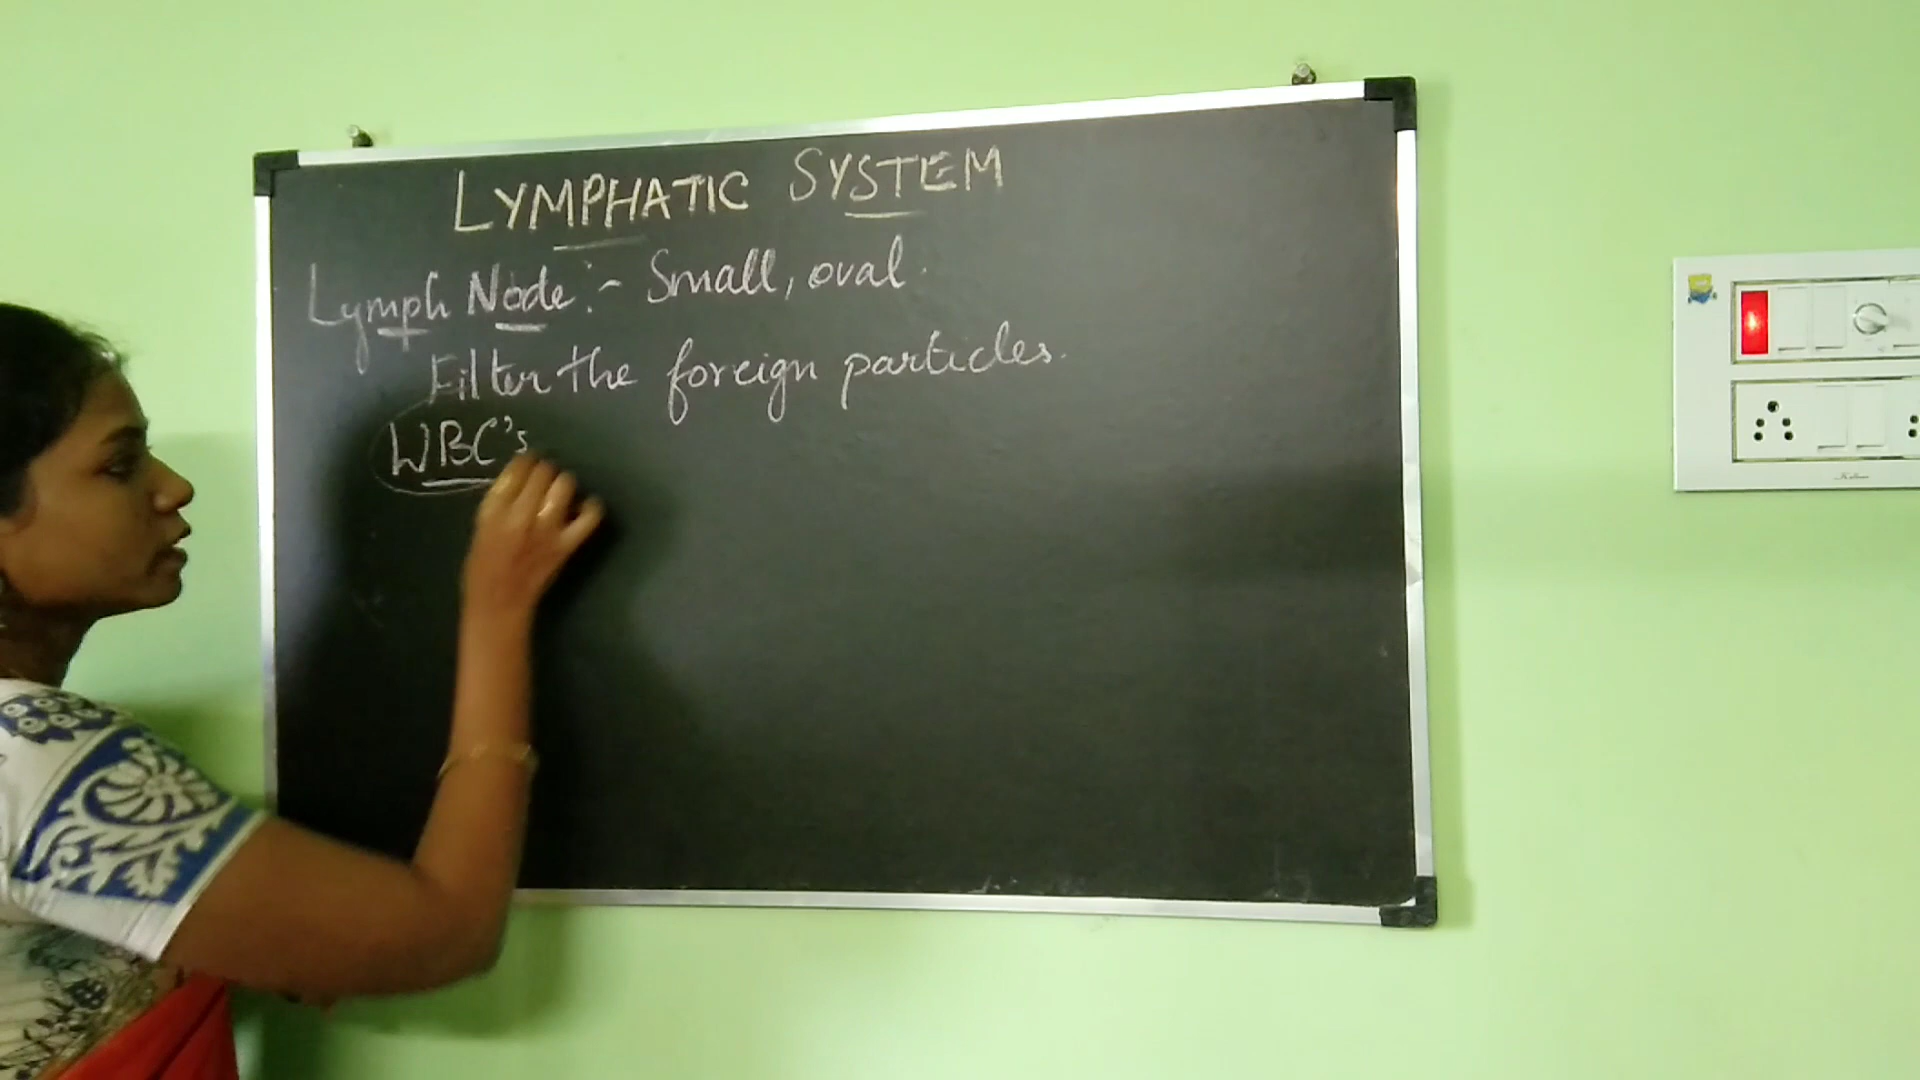 LYMPHATIC SYSTEM
Lymph Node:- Small, oval.
Filter the foreign particles.
WBC's